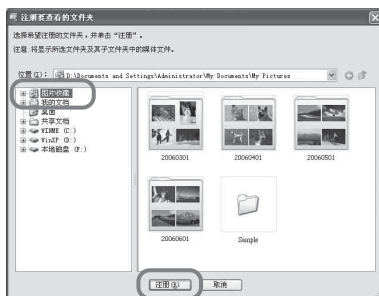 注册要查看的文件夹
选择希望注册的文件夹,并单击“注册”。
注意:将显示所选文件夹及其子文件夹中的媒体文件。
位置(I): D:\Documents and Settings\Administrator\My Documents\My Pictures
图片收藏
我的文档
桌面
共享文档
WINME (C:)
WinXP (D:)
本地磁盘 (F:)
20060301
20060401
20060501
20060601
Sample
注册(R)
取消